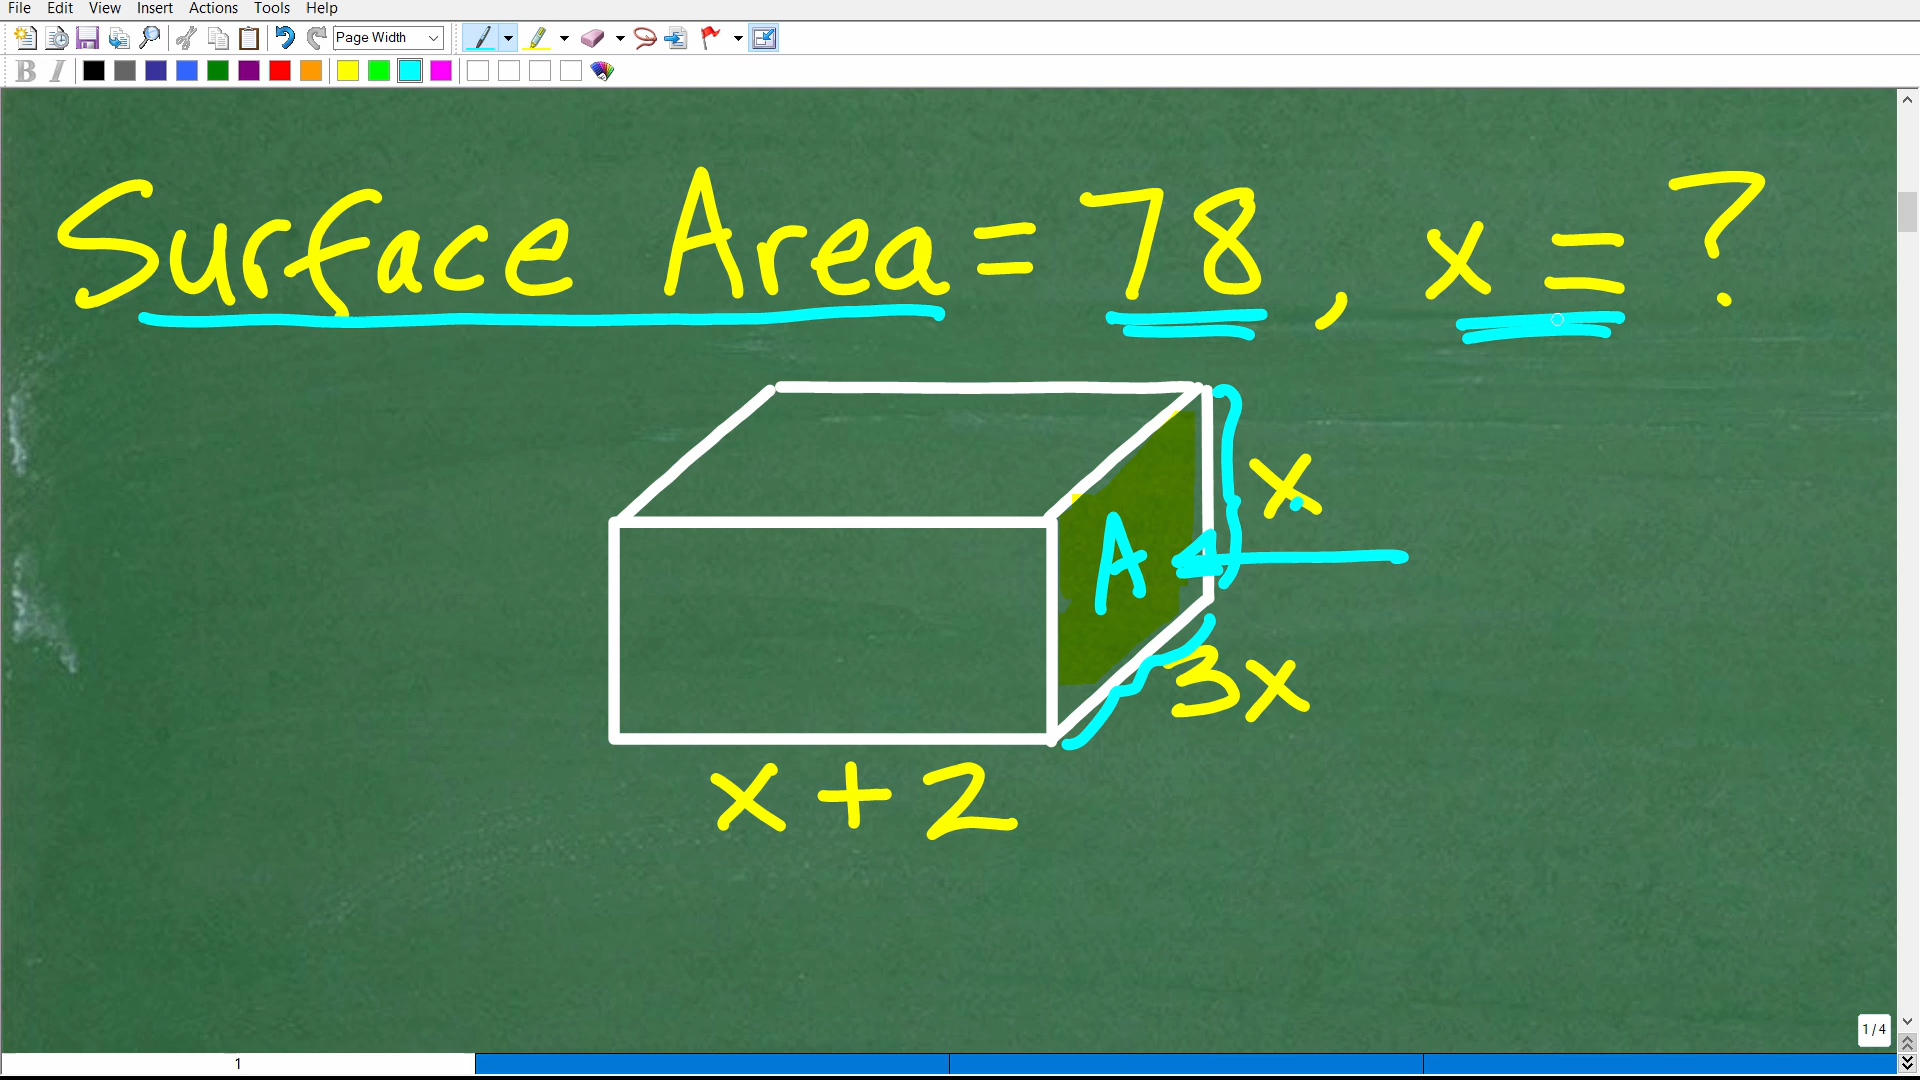 File Edit View Insert Actions Tools Help
Page Width
B I
Surface Area = 78, x = ?
x
A
3x
x + 2
1 / 4
1